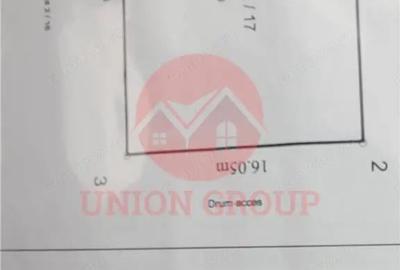 / 17
16.05m
3
2
Drum acces
UNION GROUP